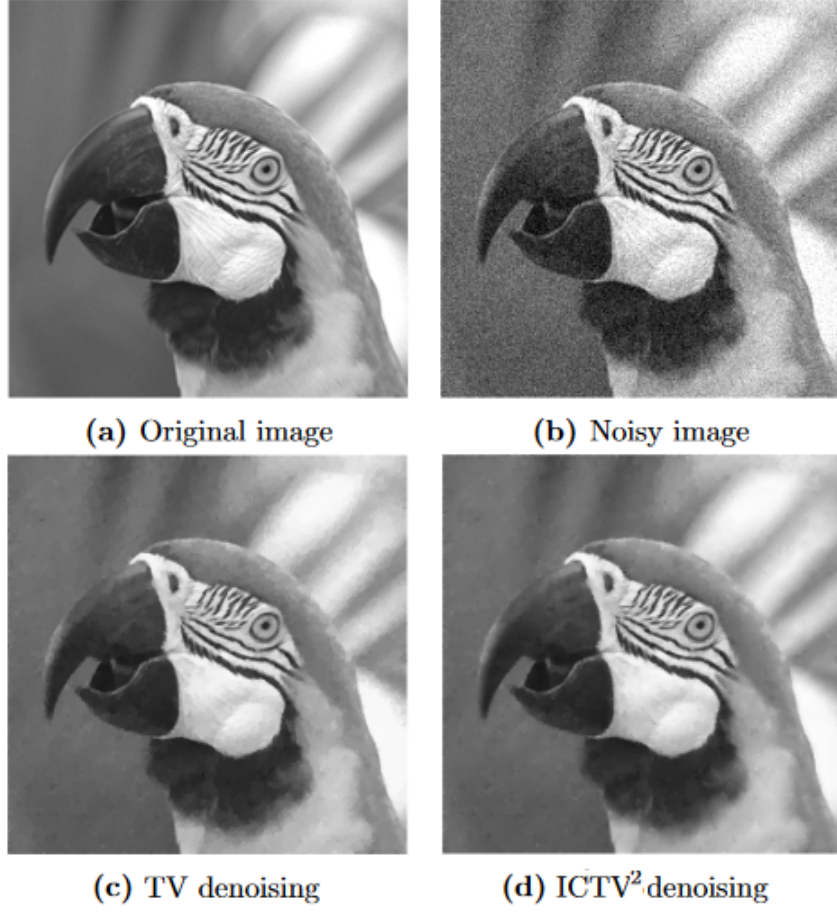 (a) Original image
(b) Noisy image
(c) TV denoising
(d) ICTV² denoising